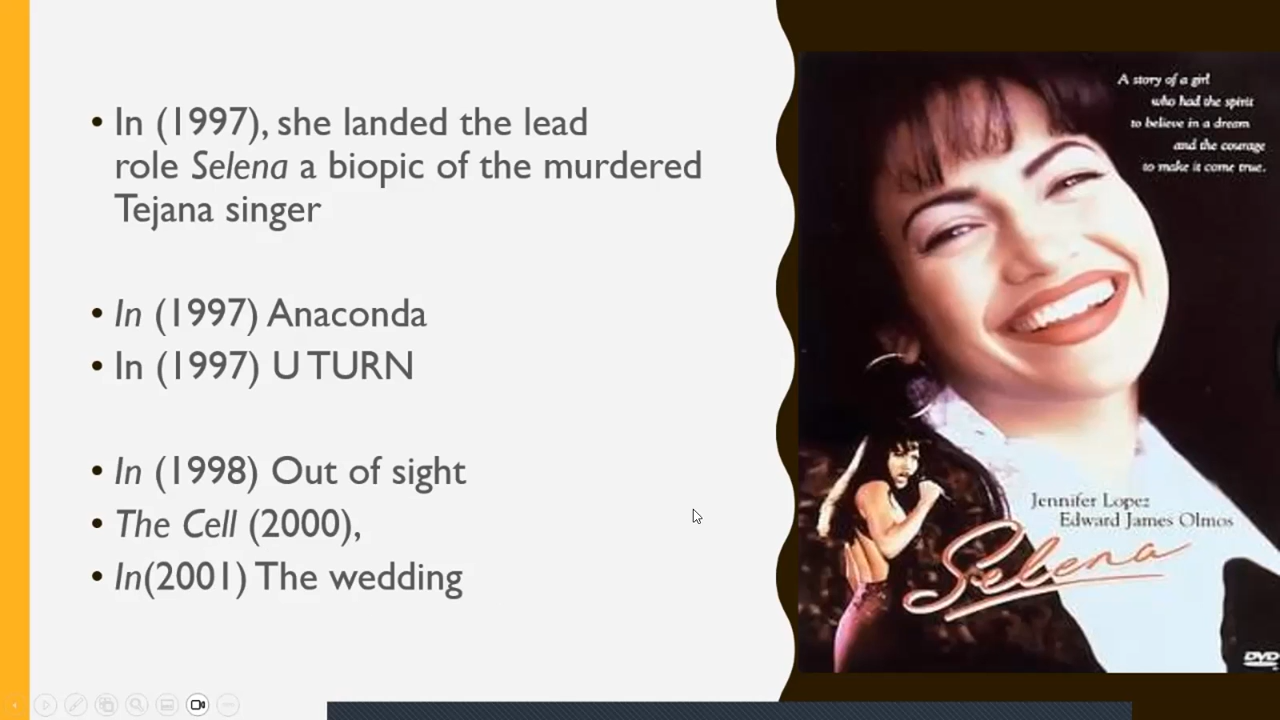 • In (1997), she landed the lead
role Selena a biopic of the murdered
Tejana singer
• In (1997) Anaconda
• In (1997) U TURN
• In (1998) Out of sight
• The Cell (2000),
• In(2001) The wedding
A story of a girl
who had the spirit
to believe in a dream
and the courage
to make it come true.
Jennifer Lopez
Edward James Olmos
Selena
DVD